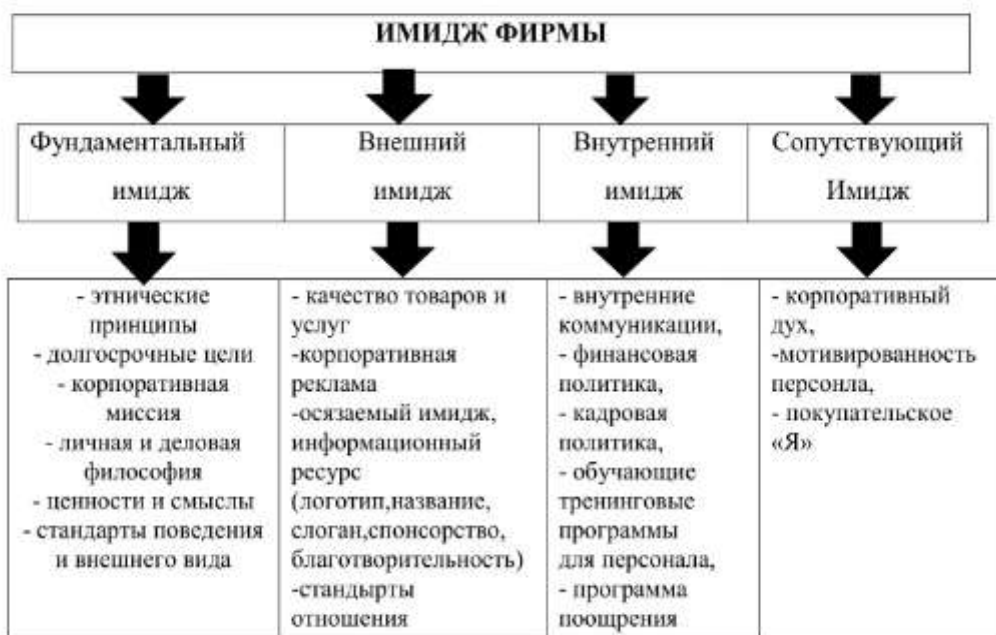 ИМИДЖ ФИРМЫ
Фундаментальный
имидж
Внешний
имидж
Внутренний
имидж
Сопутствующий
Имидж
- этнические
принципы
- долгосрочные цели
- корпоративная
миссия
- личная и деловая
философия
- ценности и смыслы
- стандарты поведения
и внешнего вида
- качество товаров и
услуг
-корпоративная
реклама
-осязаемый имидж,
информационный
ресурс
(логотип,название,
слоган,спонсорство,
благотворительность)
-стандырты
отношения
- внутренние
коммуникации,
- финансовая
политика,
- кадровая
политика,
- обучающие
тренинговые
программы
для персонала,
- программа
поощрения
- корпоративный
дух,
-мотивированность
персонла,
- покупательское
«Я»